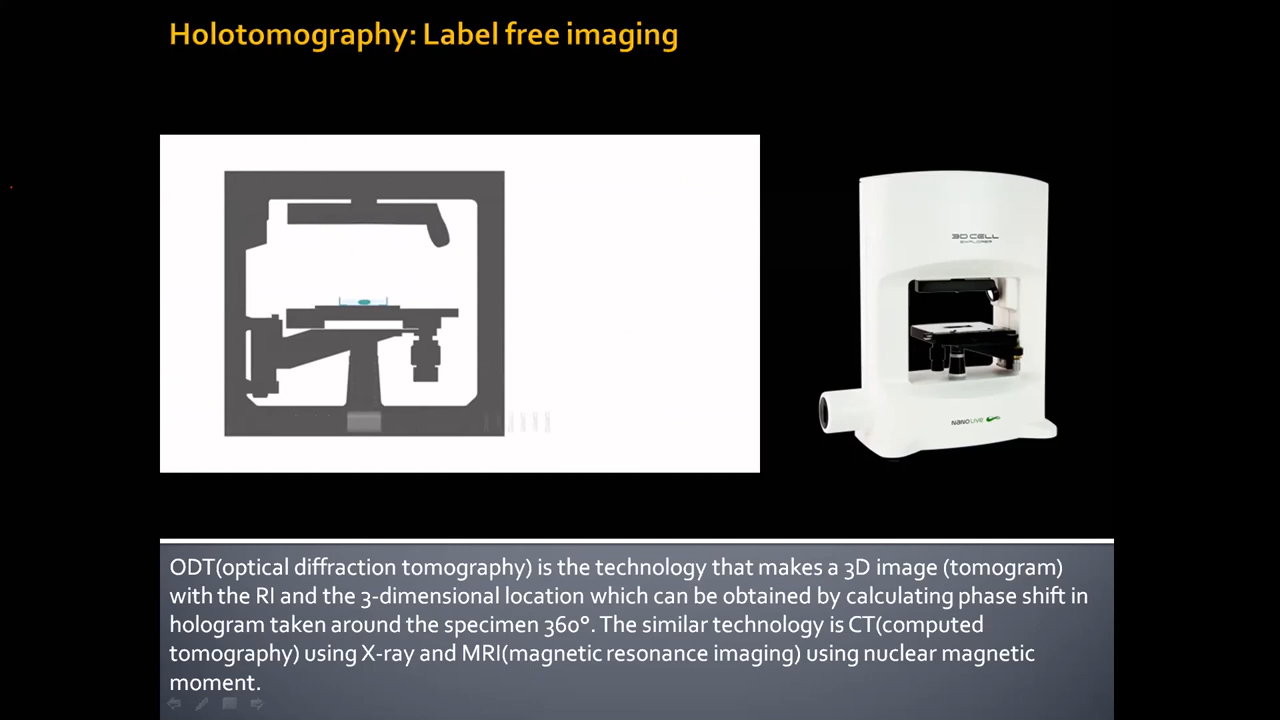 Holotomography: Label free imaging
3D CELL
EXPLORER
NANOLIVE
ODT(optical diffraction tomography) is the technology that makes a 3D image (tomogram)
with the RI and the 3-dimensional location which can be obtained by calculating phase shift in
hologram taken around the specimen 360°. The similar technology is CT(computed
tomography) using X-ray and MRI(magnetic resonance imaging) using nuclear magnetic
moment.